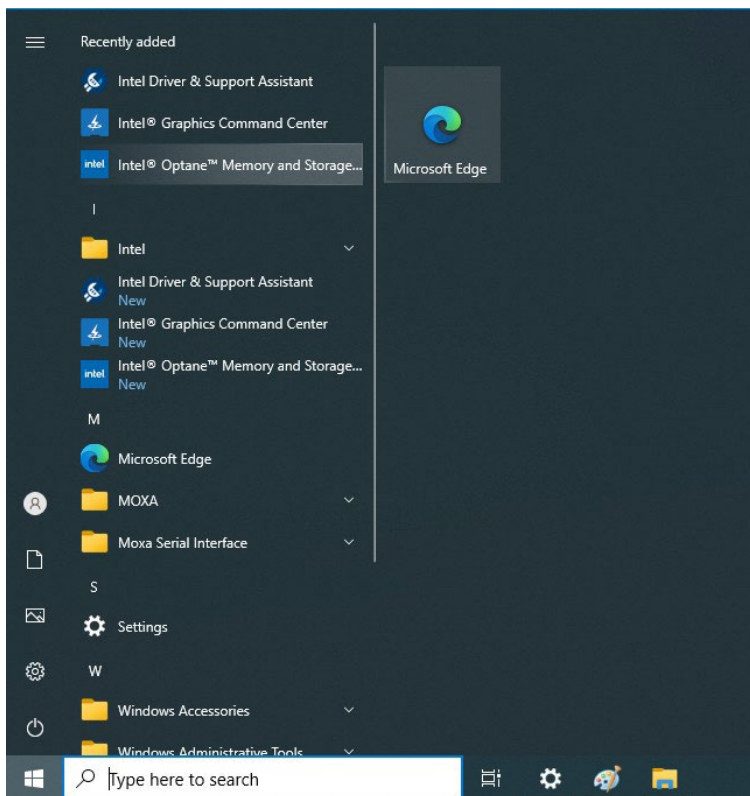 Recently added
Intel Driver & Support Assistant
Intel® Graphics Command Center
intel Intel® Optane™ Memory and Storage...
Microsoft Edge
I
Intel
Intel Driver & Support Assistant
New
Intel® Graphics Command Center
New
intel Intel® Optane™ Memory and Storage...
New
M
Microsoft Edge
MOXA
Moxa Serial Interface
S
Settings
W
Windows Accessories
Windows Administrative Tools
Type here to search